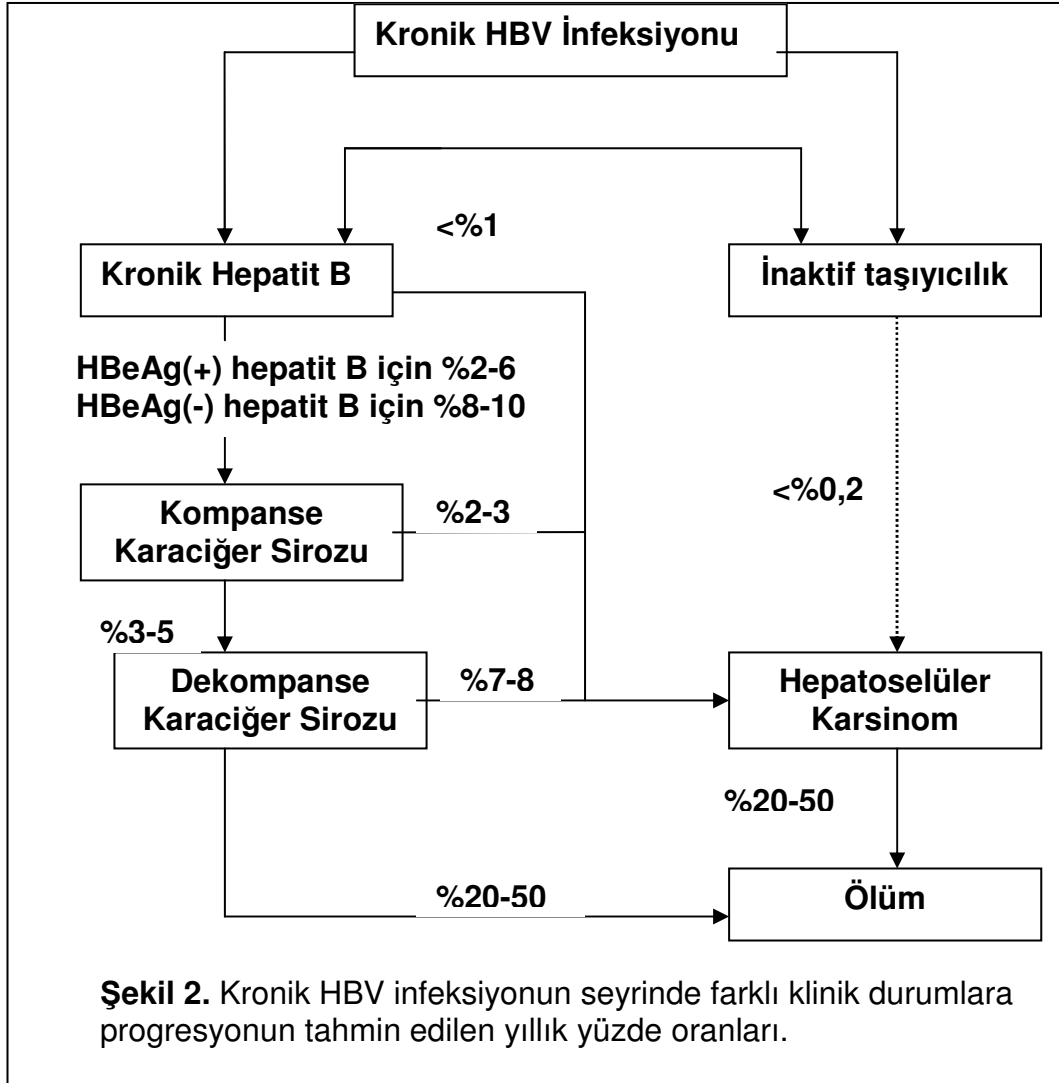 Kronik HBV İnfeksiyonu
<%1
Kronik Hepatit B
İnaktif taşıyıcılık
HBeAg(+) hepatit B için %2-6
HBeAg(-) hepatit B için %8-10
<%0,2
Kompanse
Karaciğer Sirozu
%2-3
%3-5
Dekompanse
Karaciğer Sirozu
%7-8
Hepatoselüler
Karsinom
%20-50
%20-50
Ölüm
Şekil 2. Kronik HBV infeksiyonun seyrinde farklı klinik durumlara
progresyonun tahmin edilen yıllık yüzde oranları.